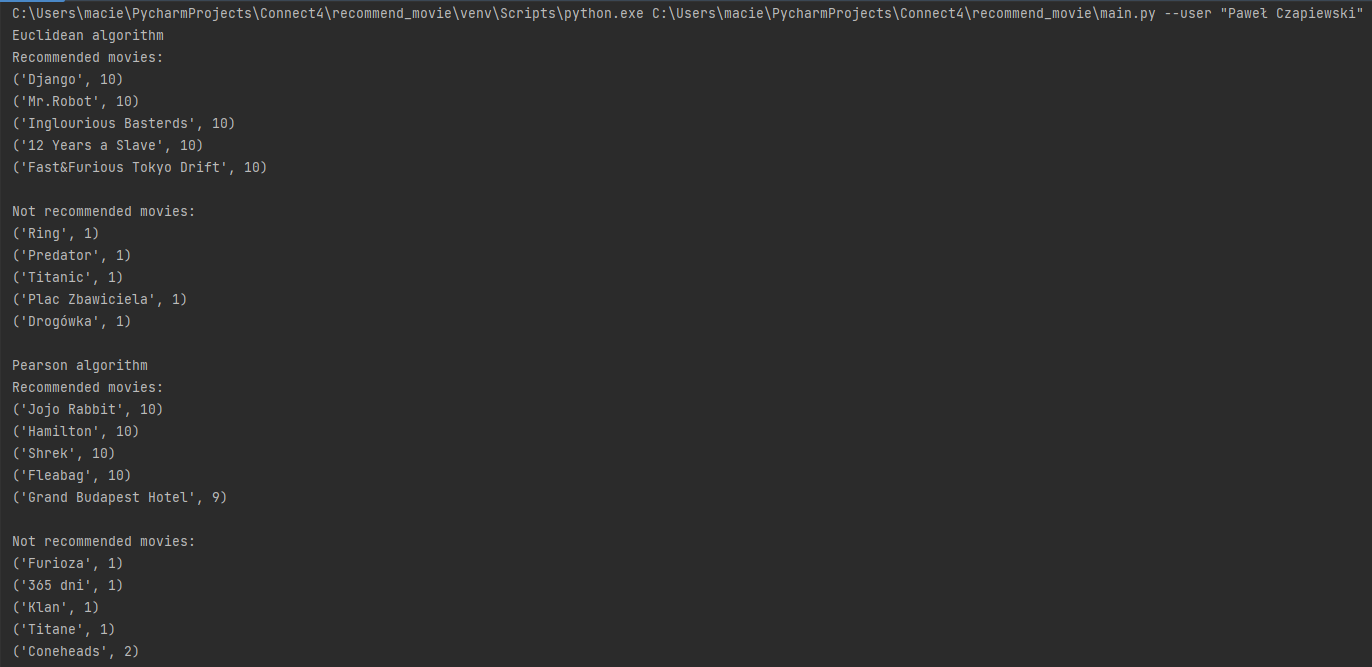 C:\Users\macie\PycharmProjects\Connect4\recommend_movie\venv\Scripts\python.exe C:\Users\macie\PycharmProjects\Connect4\recommend_movie\main.py --user "Paweł Czapiewski"
Euclidean algorithm
Recommended movies:
('Django', 10)
('Mr.Robot', 10)
('Inglourious Basterds', 10)
('12 Years a Slave', 10)
('Fast&Furious Tokyo Drift', 10)

Not recommended movies:
('Ring', 1)
('Predator', 1)
('Titanic', 1)
('Plac Zbawiciela', 1)
('Drogówka', 1)

Pearson algorithm
Recommended movies:
('Jojo Rabbit', 10)
('Hamilton', 10)
('Shrek', 10)
('Fleabag', 10)
('Grand Budapest Hotel', 9)

Not recommended movies:
('Furioza', 1)
('365 dni', 1)
('Klan', 1)
('Titane', 1)
('Coneheads', 2)